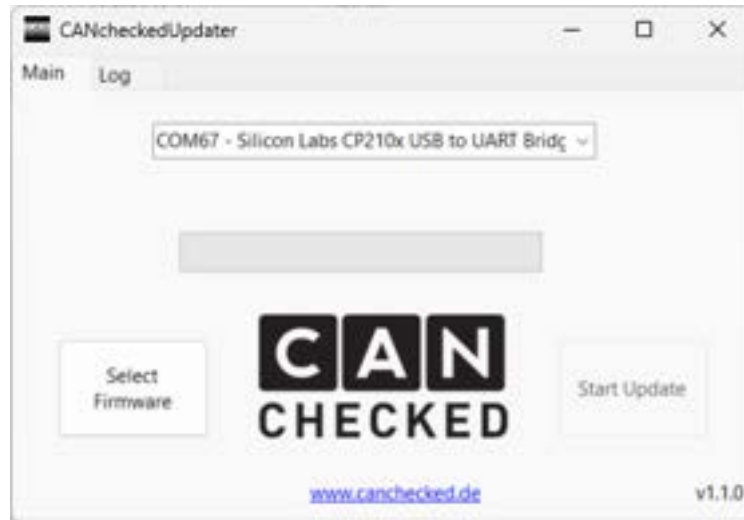 CANcheckedUpdater
Main Log
COM67 - Silicon Labs CP210x USB to UART Bridg
Select
Firmware
CAN
CHECKED
Start Update
www.canchecked.de
v1.1.0